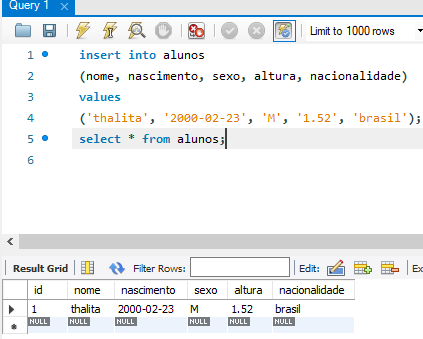 Query 1
Limit to 1000 rows
1 insert into alunos
2 (nome, nascimento, sexo, altura, nacionalidade)
3 values
4 ('thalita', '2000-02-23', 'M', '1.52', 'brasil');
5 select * from alunos;
6
Result Grid Filter Rows: Edit: Ex
id nome nascimento sexo altura nacionalidade
1 thalita 2000-02-23 M 1.52 brasil
NULL NULL NULL NULL NULL NULL